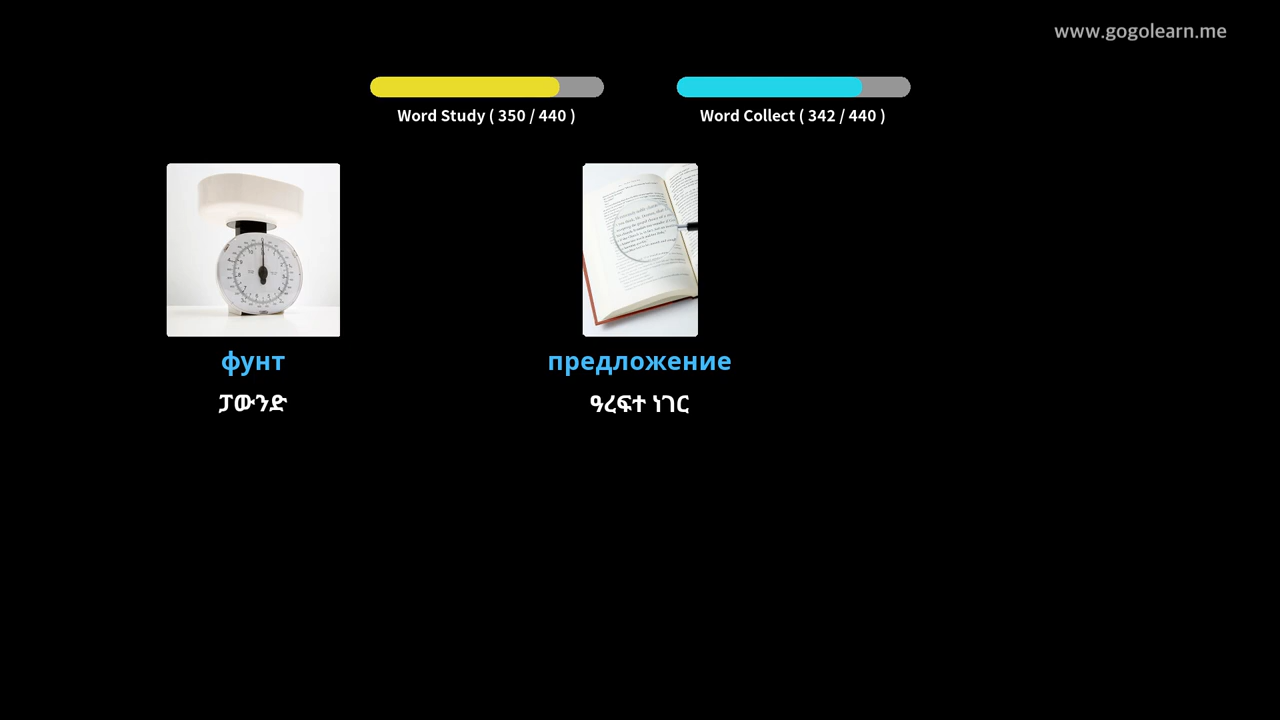 www.gogolearn.me
Word Study ( 350 / 440 )
Word Collect ( 342 / 440 )
фунт
предложение
ፓውንድ
ዓረፍተ ነገር